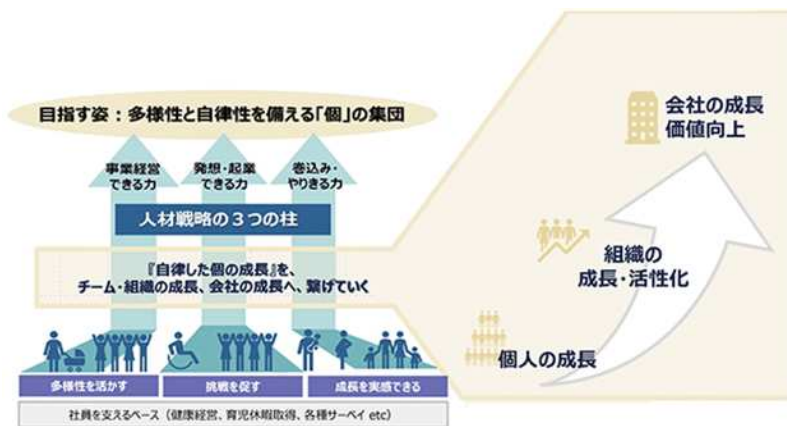 目指す姿：多様性と自律性を備える「個」の集団
事業経営
できる力
発想・起業
できる力
巻込み・
やりきる力
人材戦略の３つの柱
『自律した個の成長』を、
チーム・組織の成長、会社の成長へ、繋げていく
多様性を活かす
挑戦を促す
成長を実感できる
社員を支えるベース（健康経営、育児休暇取得、各種サーベイ etc）
会社の成長
価値向上
組織の
成長・活性化
個人の成長